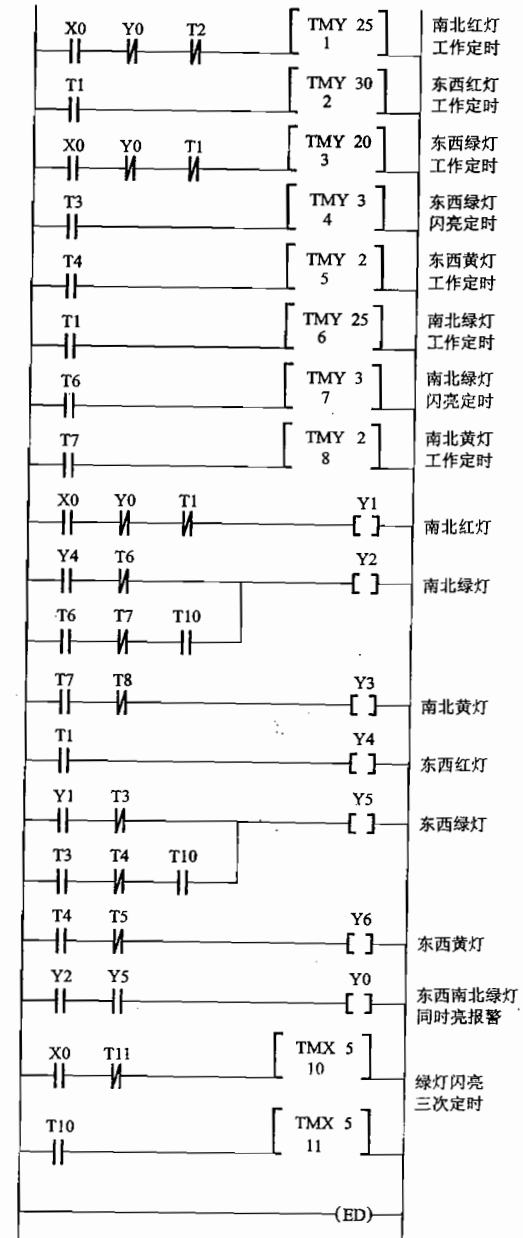 X0 Y0 T2 TMY 25 南北红灯
1 工作定时
T1 TMY 30 东西红灯
2 工作定时
X0 Y0 T1 TMY 20 东西绿灯
3 工作定时
T3 TMY 3 东西绿灯
4 闪亮定时
T4 TMY 2 东西黄灯
5 工作定时
T1 TMY 25 南北绿灯
6 工作定时
T6 TMY 3 南北绿灯
7 闪亮定时
T7 TMY 2 南北黄灯
8 工作定时
X0 Y0 T1 Y1
南北红灯
Y4 T6 Y2
南北绿灯
T6 T7 T10
T7 T8 Y3
南北黄灯
T1 Y4
东西红灯
Y1 T3 Y5
东西绿灯
T3 T4 T10
T4 T5 Y6
东西黄灯
Y2 Y5 Y0
东西南北绿灯
同时亮报警
X0 T11 TMX 5
10
绿灯闪亮
三次定时
T10 TMX 5
11
(ED)